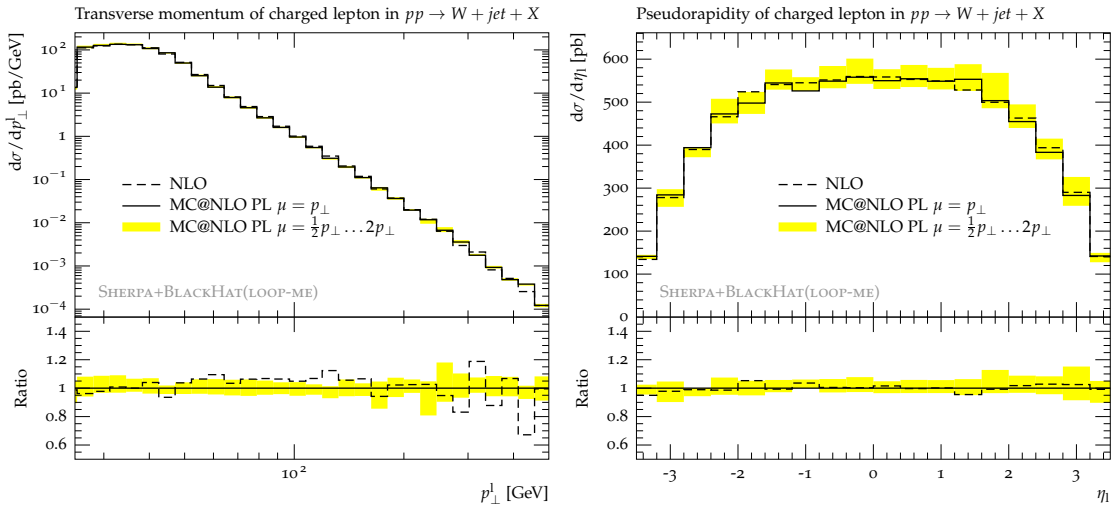 Transverse momentum of charged lepton in pp → W + jet + X
dσ/dp⊥^l [pb/GeV]
10²
10¹
1
10⁻¹
10⁻²
10⁻³
10⁻⁴
NLO
MC@NLO PL μ = p⊥
MC@NLO PL μ = ½p⊥ … 2p⊥
SHERPA+BLACKHAT(LOOP-ME)
Ratio
1.4
1.2
1
0.8
0.6
10²
p⊥^l [GeV]
Pseudorapidity of charged lepton in pp → W + jet + X
dσ/dηl [pb]
600
500
400
300
200
100
0
NLO
MC@NLO PL μ = p⊥
MC@NLO PL μ = ½p⊥ … 2p⊥
SHERPA+BLACKHAT(LOOP-ME)
Ratio
1.4
1.2
1
0.8
0.6
-3 -2 -1 0 1 2 3
ηl